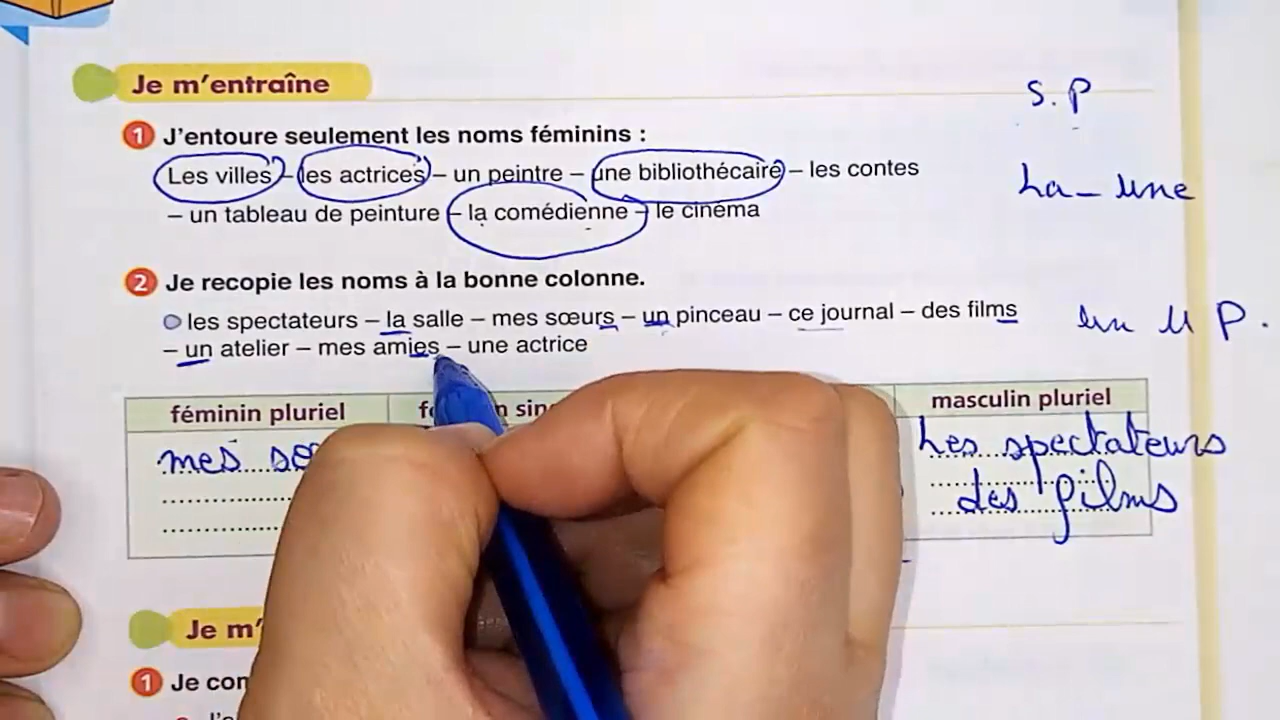 Je m'entraîne
S. P
1 J'entoure seulement les noms féminins :
Les villes – les actrices – un peintre – une bibliothécaire – les contes
La – une
– un tableau de peinture – la comédienne – le cinéma
2 Je recopie les noms à la bonne colonne.
les spectateurs – la salle – mes sœurs – un pinceau – ce journal – des films
un M P.
– un atelier – mes amies – une actrice
féminin pluriel
masculin pluriel
mes
Les spectateurs
des films
Je m'
1 Je con